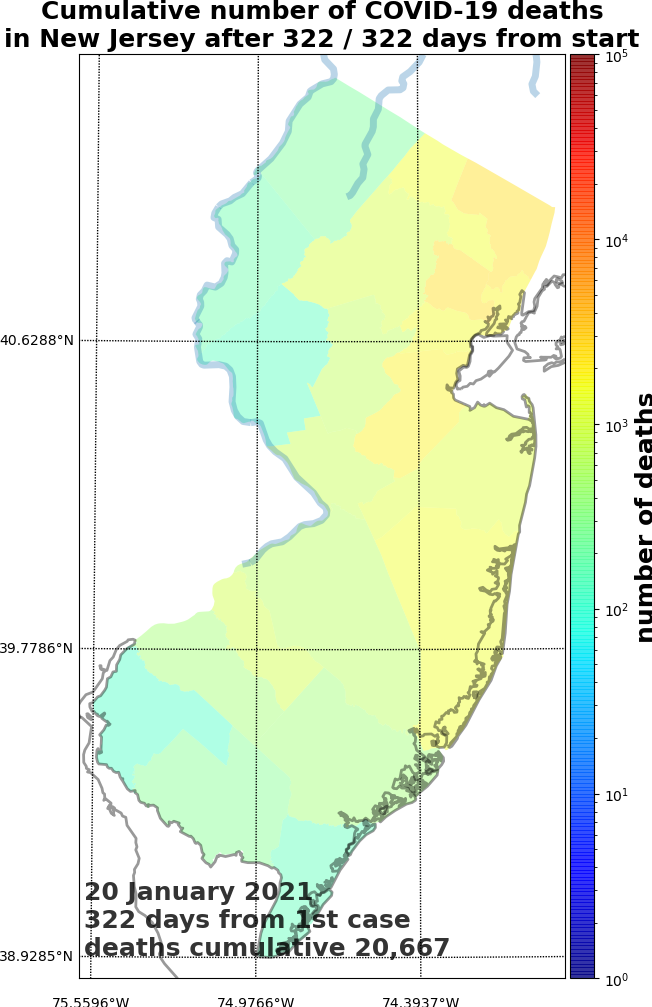 Cumulative number of COVID-19 deaths
in New Jersey after 322 / 322 days from start
10^5
10^4
40.6288°N
10^3
number of deaths
10^2
39.7786°N
10^1
20 January 2021
322 days from 1st case
deaths cumulative 20,667
38.9285°N
10^0
75.5596°W 74.9766°W 74.3937°W